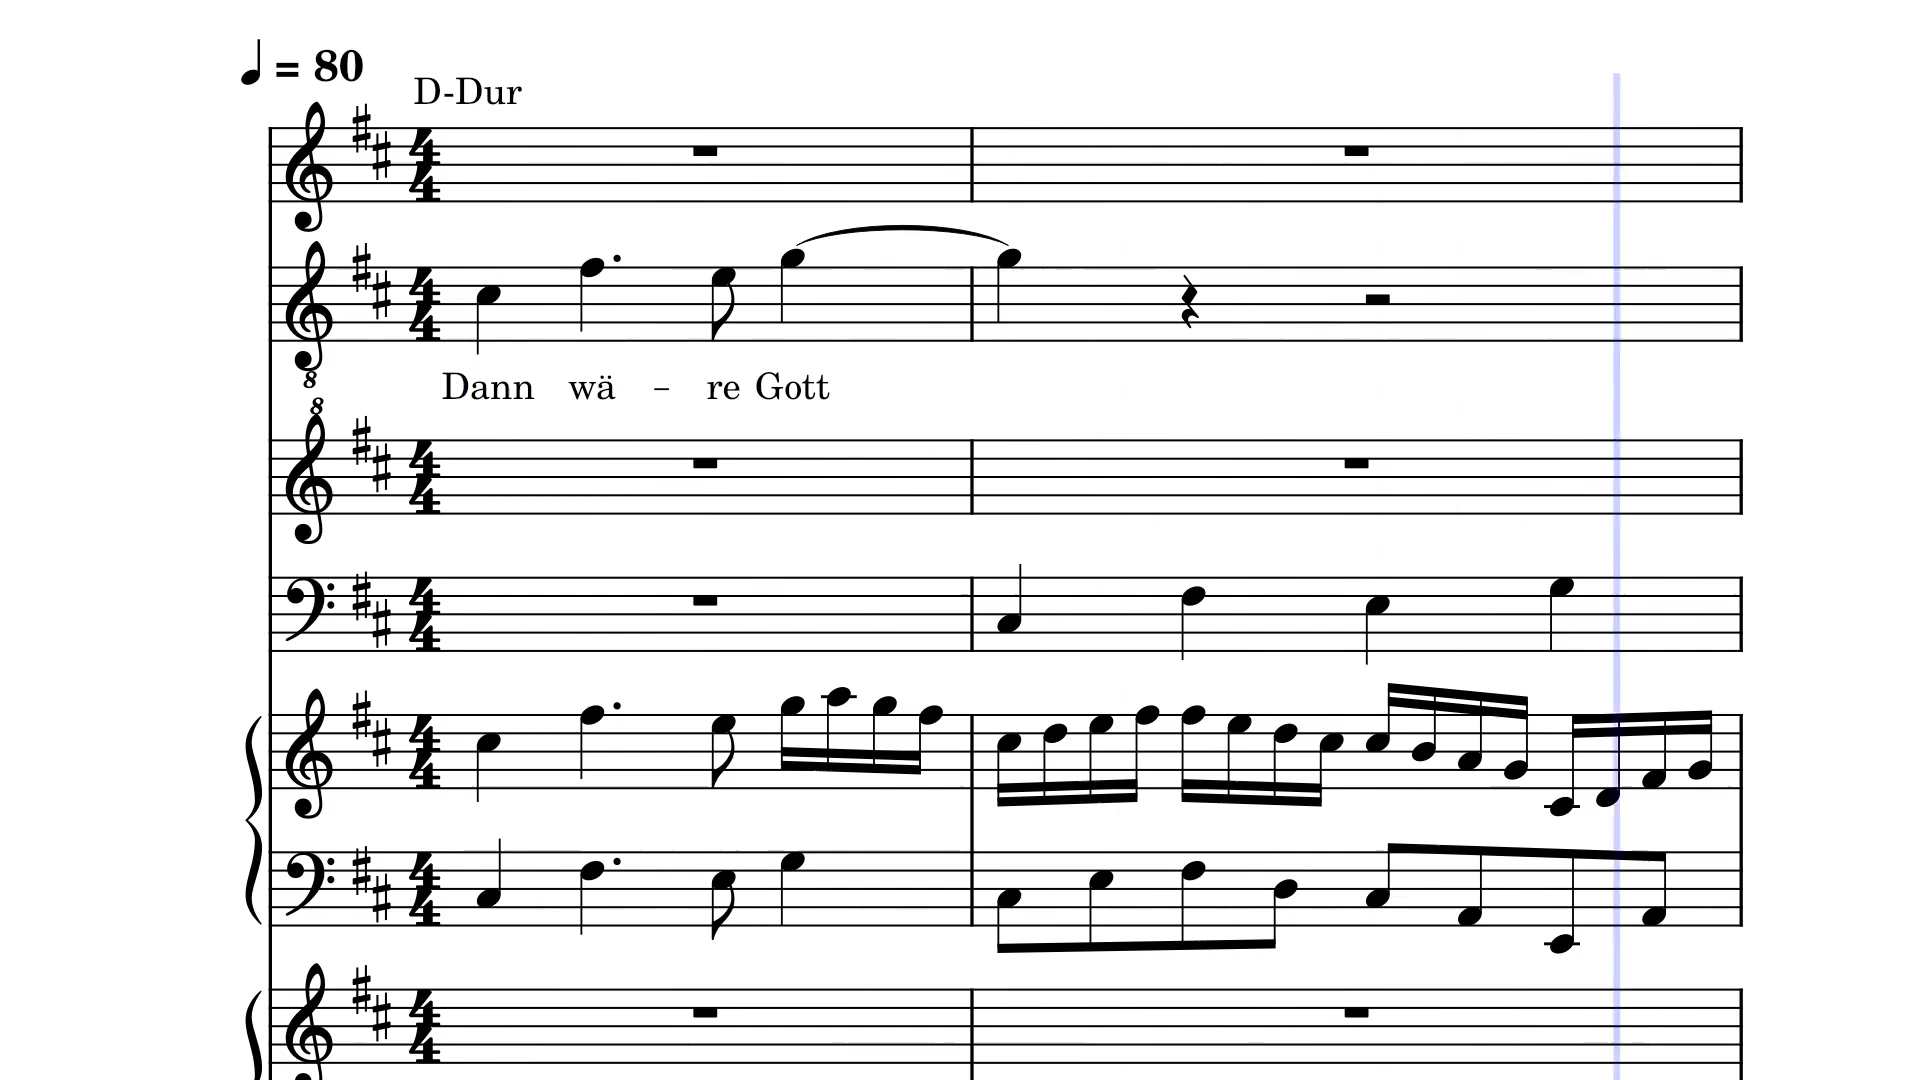 = 80
D-Dur
Dann wä – re Gott